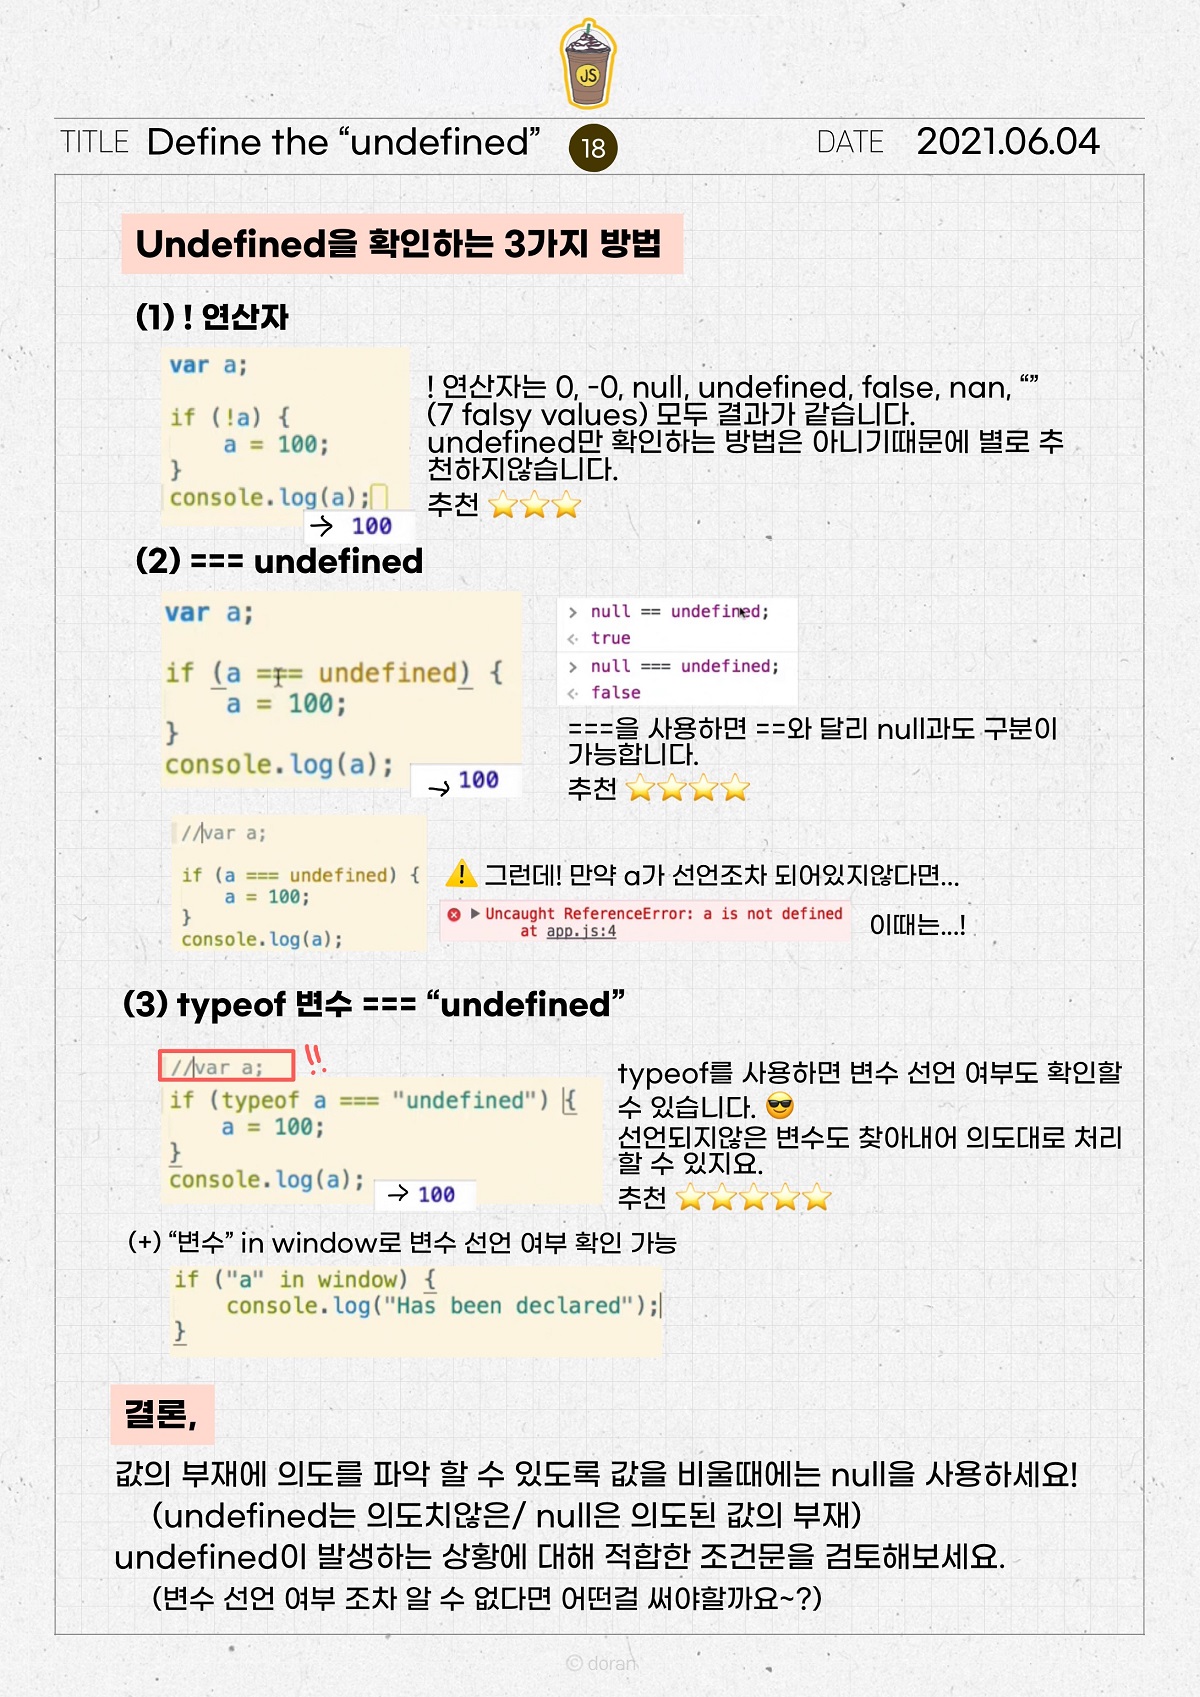 JS
TITLE Define the “undefined” 18 DATE 2021.06.04
Undefined을 확인하는 3가지 방법
(1) ! 연산자
var a;
if (!a) {
a = 100;
}
console.log(a);
→ 100
! 연산자는 0, -0, null, undefined, false, nan, “”
(7 falsy values) 모두 결과가 같습니다.
undefined만 확인하는 방법은 아니기때문에 별로 추
천하지않습니다.
추천 ⭐⭐⭐
(2) === undefined
var a;
if (a === undefined) {
a = 100;
}
console.log(a);
→ 100
> null == undefined;
<· true
> null === undefined;
<· false
===을 사용하면 ==와 달리 null과도 구분이
가능합니다.
추천 ⭐⭐⭐⭐
//var a;
if (a === undefined) {
a = 100;
}
console.log(a);
⚠️ 그런데! 만약 a가 선언조차 되어있지않다면...
▶ Uncaught ReferenceError: a is not defined
at app.js:4
이때는...!
(3) typeof 변수 === “undefined”
//var a; !!
if (typeof a === "undefined") {
a = 100;
}
console.log(a);
→ 100
typeof를 사용하면 변수 선언 여부도 확인할
수 있습니다. 😎
선언되지않은 변수도 찾아내어 의도대로 처리
할 수 있지요.
추천 ⭐⭐⭐⭐⭐
(+) “변수” in window로 변수 선언 여부 확인 가능
if ("a" in window) {
console.log("Has been declared");
}
결론,
값의 부재에 의도를 파악 할 수 있도록 값을 비울때에는 null을 사용하세요!
(undefined는 의도치않은/ null은 의도된 값의 부재)
undefined이 발생하는 상황에 대해 적합한 조건문을 검토해보세요.
(변수 선언 여부 조차 알 수 없다면 어떤걸 써야할까요~?)
© doran